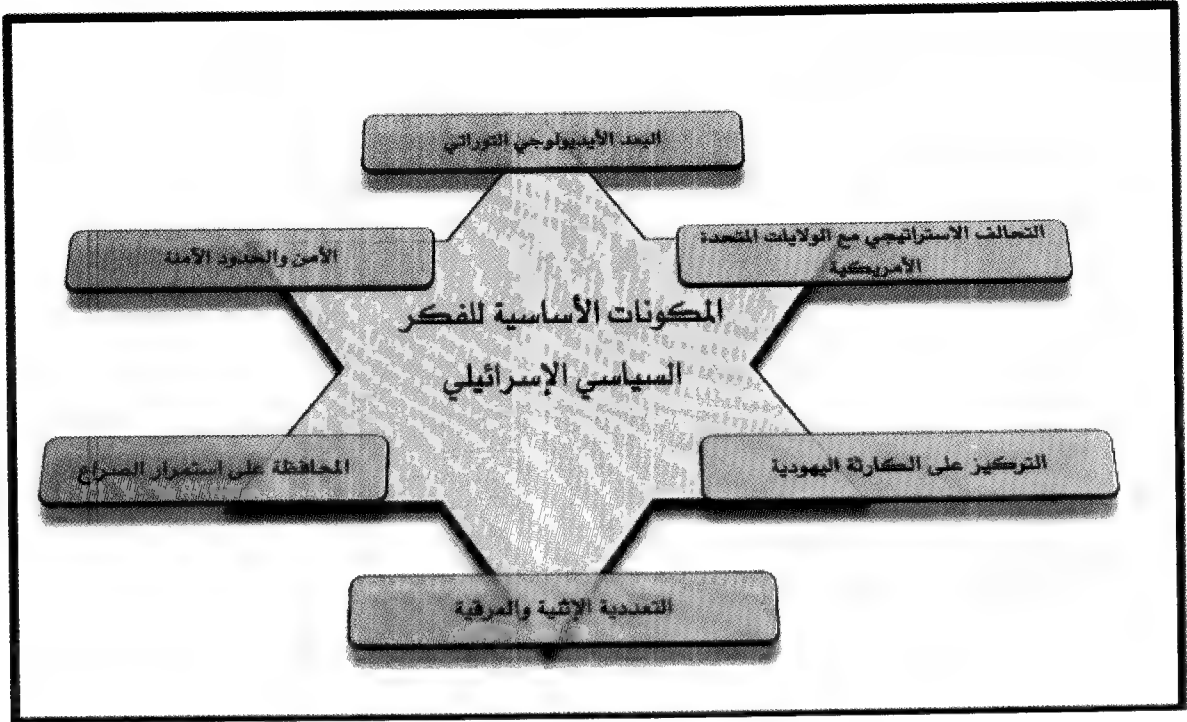 البعد الأيديولوجي التوراتي
التحالف الاستراتيجي مع الولايات المتحدة
الأمريكية
الأمن والحدود الآمنة
المكونات الأساسية للفكر
السياسي الإسرائيلي
التركيز على الكارثة اليهودية
المحافظة على استمرار الصراع
التعددية الإثنية والعرقية